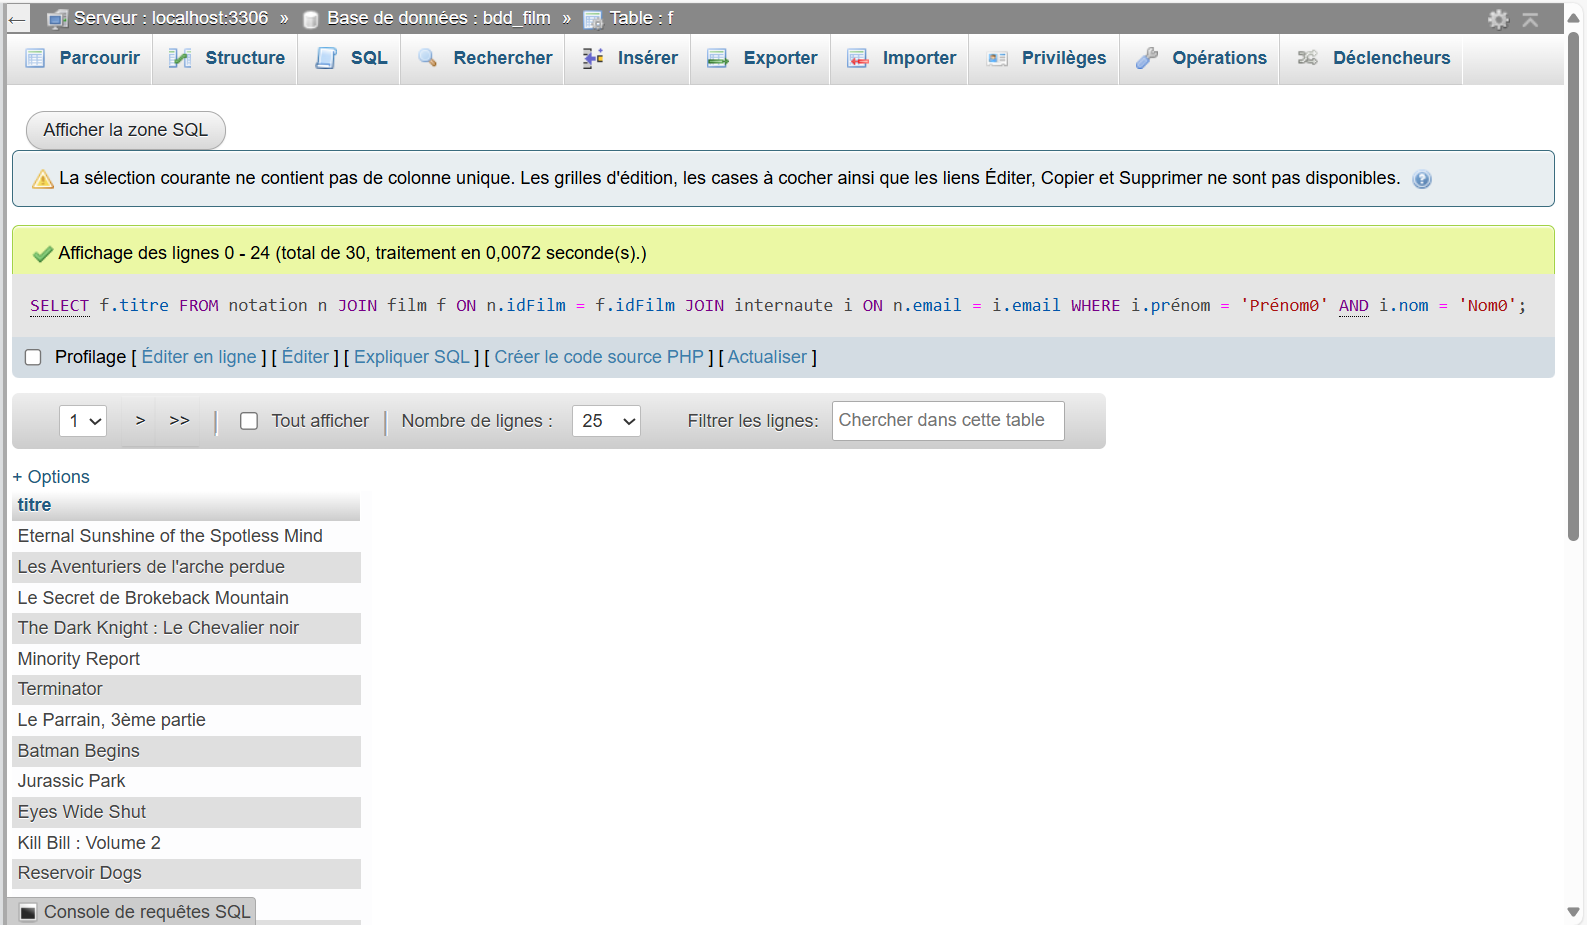 Serveur : localhost:3306 » Base de données : bdd_film » Table : f
Parcourir Structure SQL Rechercher Insérer Exporter Importer Privilèges Opérations Déclencheurs
Afficher la zone SQL
La sélection courante ne contient pas de colonne unique. Les grilles d'édition, les cases à cocher ainsi que les liens Éditer, Copier et Supprimer ne sont pas disponibles.
Affichage des lignes 0 - 24 (total de 30, traitement en 0,0072 seconde(s).)
SELECT f.titre FROM notation n JOIN film f ON n.idFilm = f.idFilm JOIN internaute i ON n.email = i.email WHERE i.prénom = 'Prénom0' AND i.nom = 'Nom0';
Profilage [ Éditer en ligne ] [ Éditer ] [ Expliquer SQL ] [ Créer le code source PHP ] [ Actualiser ]
1 > >> | Tout afficher | Nombre de lignes : 25 Filtrer les lignes: Chercher dans cette table
+ Options
titre
Eternal Sunshine of the Spotless Mind
Les Aventuriers de l'arche perdue
Le Secret de Brokeback Mountain
The Dark Knight : Le Chevalier noir
Minority Report
Terminator
Le Parrain, 3ème partie
Batman Begins
Jurassic Park
Eyes Wide Shut
Kill Bill : Volume 2
Reservoir Dogs
Console de requêtes SQL